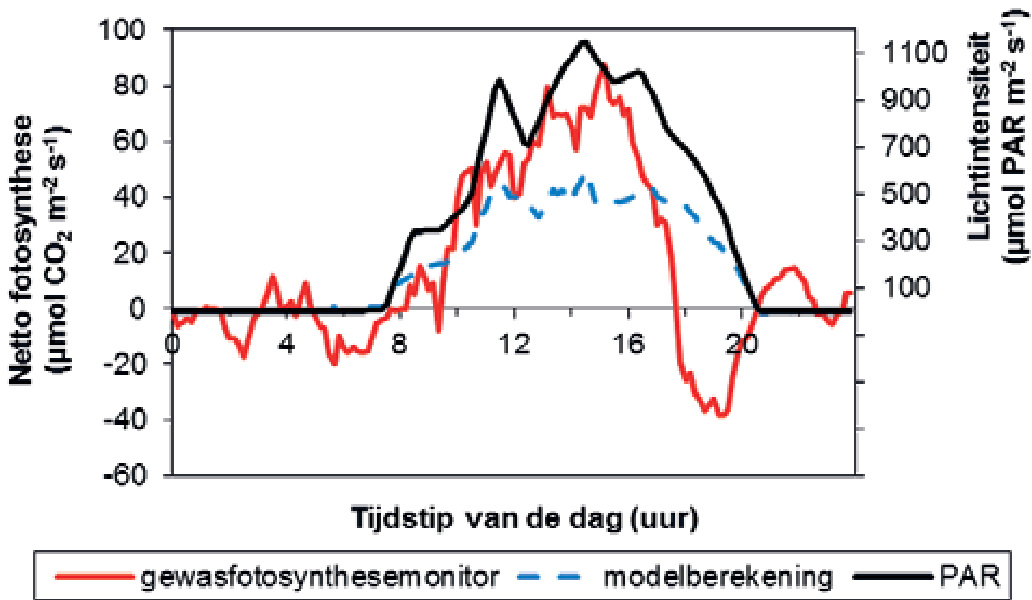 Netto fotosynthese
(µmol CO₂ m⁻² s⁻¹)
100
80
60
40
20
0
-20
-40
-60
0
4
8
12
16
20
1100
900
700
500
300
100
Lichtintensiteit
(µmol PAR m⁻² s⁻¹)
Tijdstip van de dag (uur)
gewasfotosynthesemonitor
modelberekening
PAR